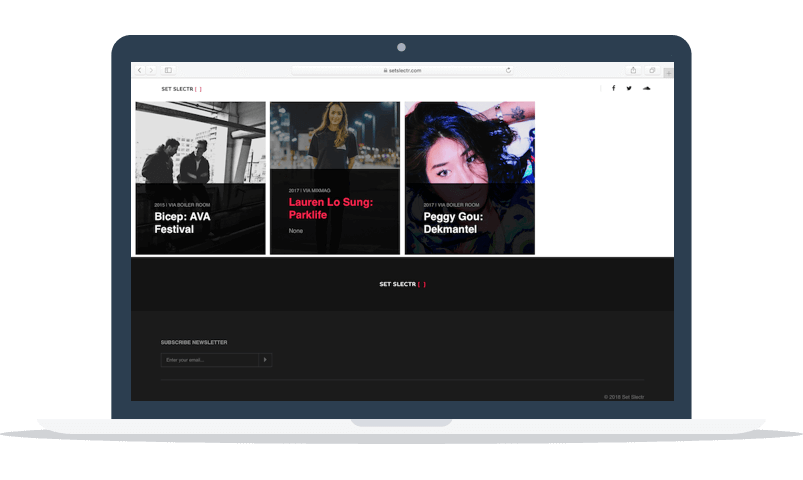 setslectr.com
SET SLECTR [ ]
2015 | VIA BOILER ROOM
Bicep: AVA
Festival
2017 | VIA MIXMAG
Lauren Lo Sung:
Parklife
None
2017 | VIA BOILER ROOM
Peggy Gou:
Dekmantel
SET SLECTR [ ]
SUBSCRIBE NEWSLETTER
Enter your email...
© 2018 Set Slectr